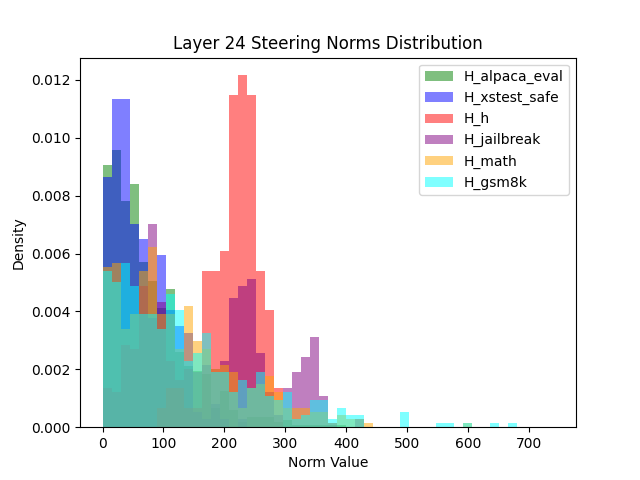 Layer 24 Steering Norms Distribution
0.012
0.010
0.008
0.006
0.004
0.002
0.000
Density
H_alpaca_eval
H_xstest_safe
H_h
H_jailbreak
H_math
H_gsm8k
0 100 200 300 400 500 600 700
Norm Value